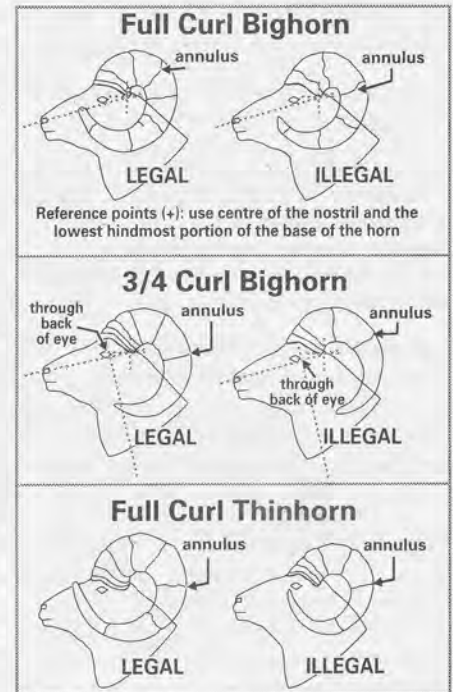 Full Curl Bighorn
annulus
annulus
LEGAL
ILLEGAL
Reference points (+): use centre of the nostril and the
lowest hindmost portion of the base of the horn
3/4 Curl Bighorn
through
back
of eye
annulus
annulus
through
back of eye
LEGAL
ILLEGAL
Full Curl Thinhorn
annulus
annulus
LEGAL
ILLEGAL